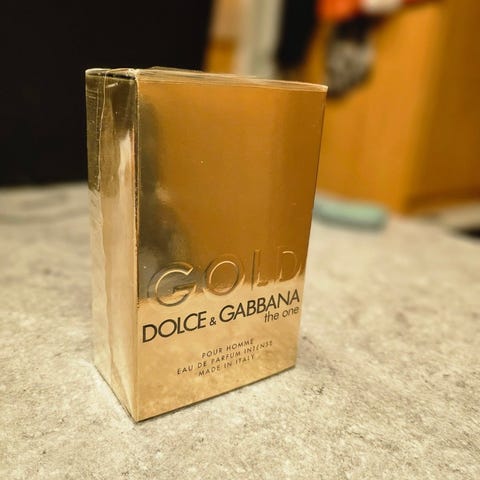 GOLD
DOLCE & GABBANA
the one
POUR HOMME
EAU DE PARFUM INTENSE
MADE IN ITALY